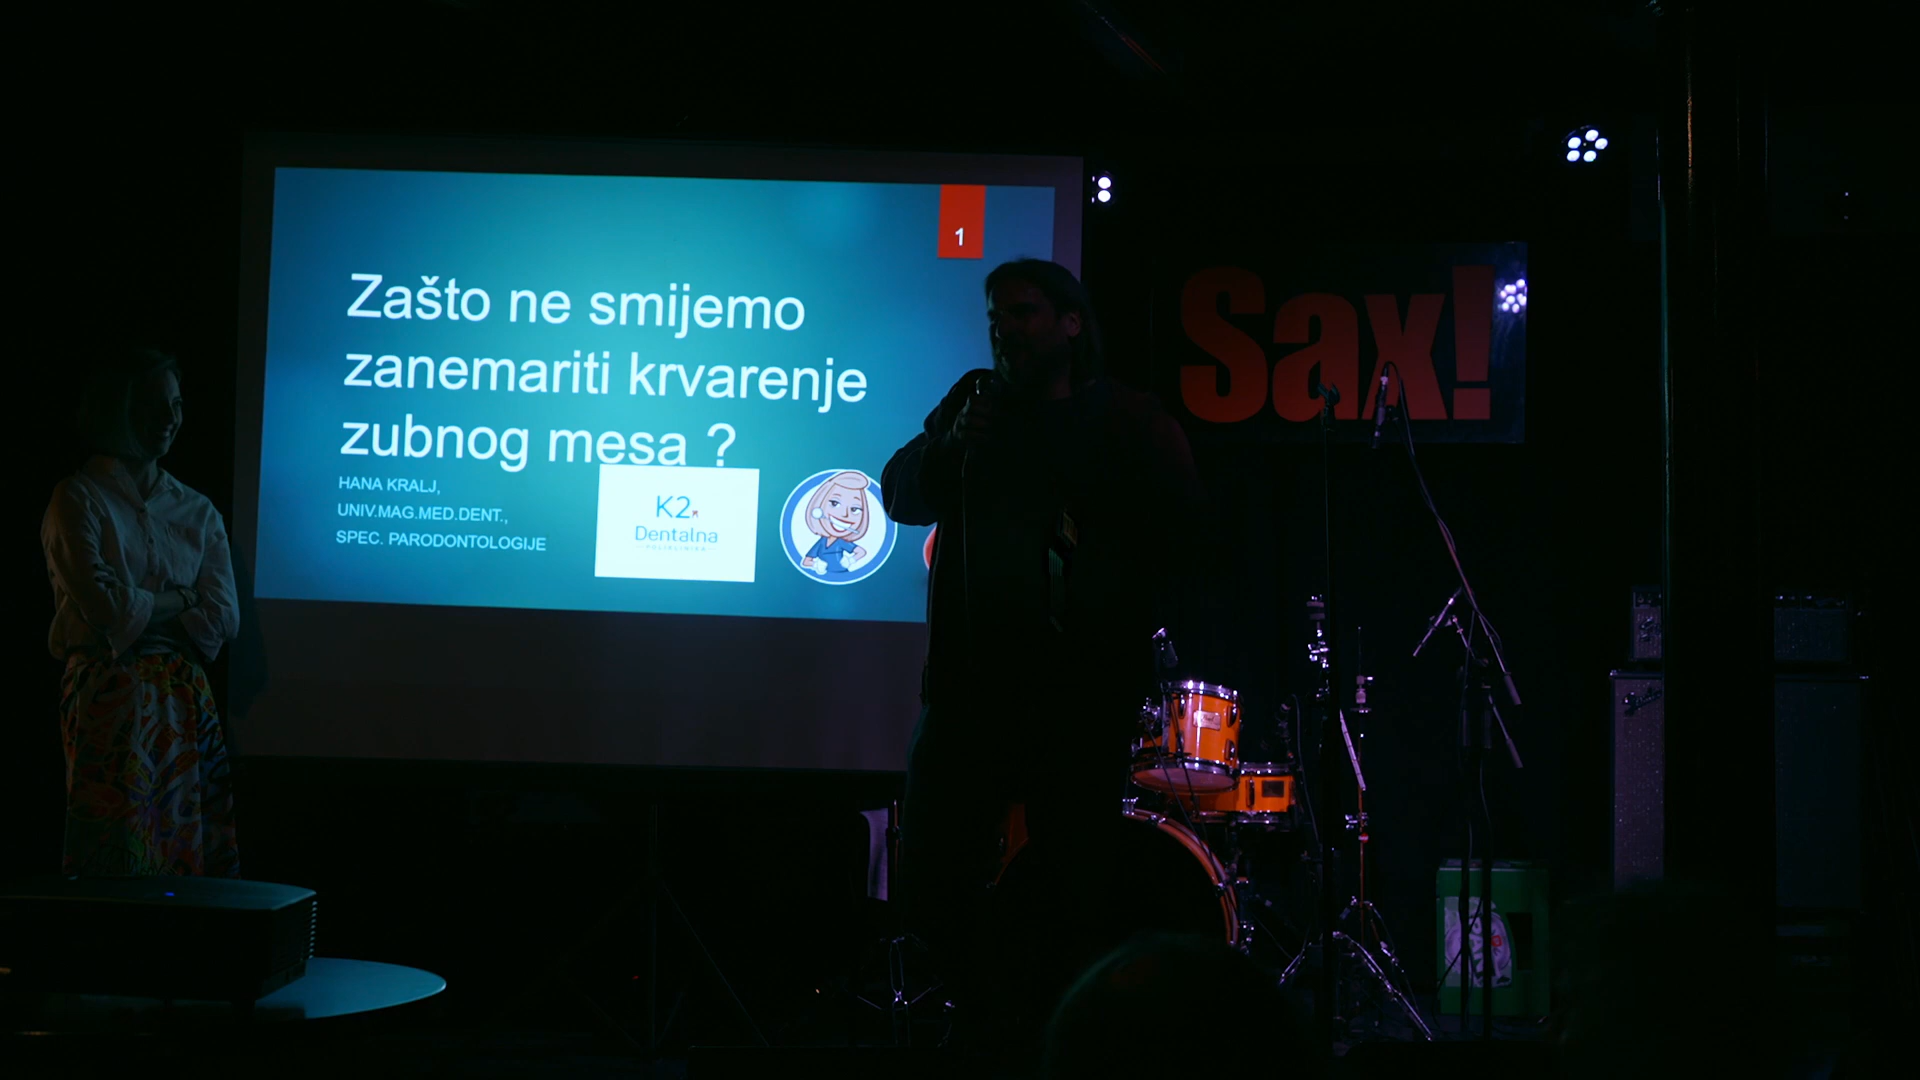 1
Zašto ne smijemo
zanemariti krvarenje
zubnog mesa ?
HANA KRALJ,
UNIV.MAG.MED.DENT.,
SPEC. PARODONTOLOGIJE
K2
Dentalna
POLIKLINIKA
Sax!